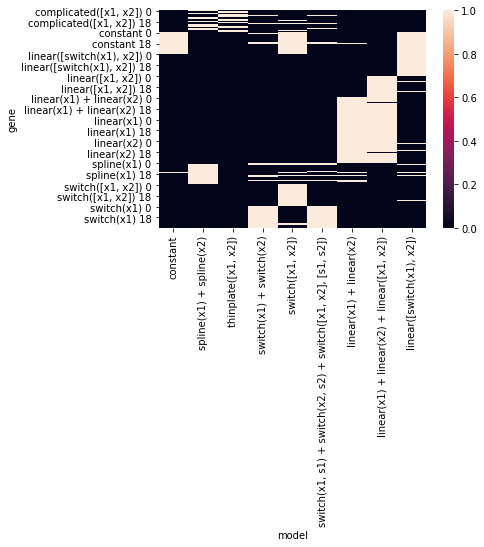 complicated([x1, x2]) 0
complicated([x1, x2]) 18
constant 0
constant 18
linear([switch(x1), x2]) 0
linear([switch(x1), x2]) 18
linear([x1, x2]) 0
linear([x1, x2]) 18
linear(x1) + linear(x2) 0
linear(x1) + linear(x2) 18
linear(x1) 0
linear(x1) 18
linear(x2) 0
linear(x2) 18
spline(x1) 0
spline(x1) 18
switch([x1, x2]) 0
switch([x1, x2]) 18
switch(x1) 0
switch(x1) 18
gene
constant
spline(x1) + spline(x2)
thinplate([x1, x2])
switch(x1) + switch(x2)
switch([x1, x2])
switch(x1, s1) + switch(x2, s2) + switch([x1, x2], [s1, s2])
linear(x1) + linear(x2)
linear(x1) + linear(x2) + linear([x1, x2])
linear([switch(x1), x2])
model
1.0
0.8
0.6
0.4
0.2
0.0